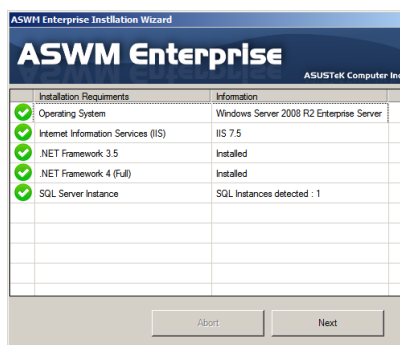 ASWM Enterprise Instllation Wizard
ASWM Enterprise
ASUSTeK Computer Inc
Installation Requirments Information
Operating System Windows Server 2008 R2 Enterprise Server
Internet Information Services (IIS) IIS 7.5
.NET Framework 3.5 Installed
.NET Framework 4 (Full) Installed
SQL Server Instance SQL Instances detected : 1
Abort Next